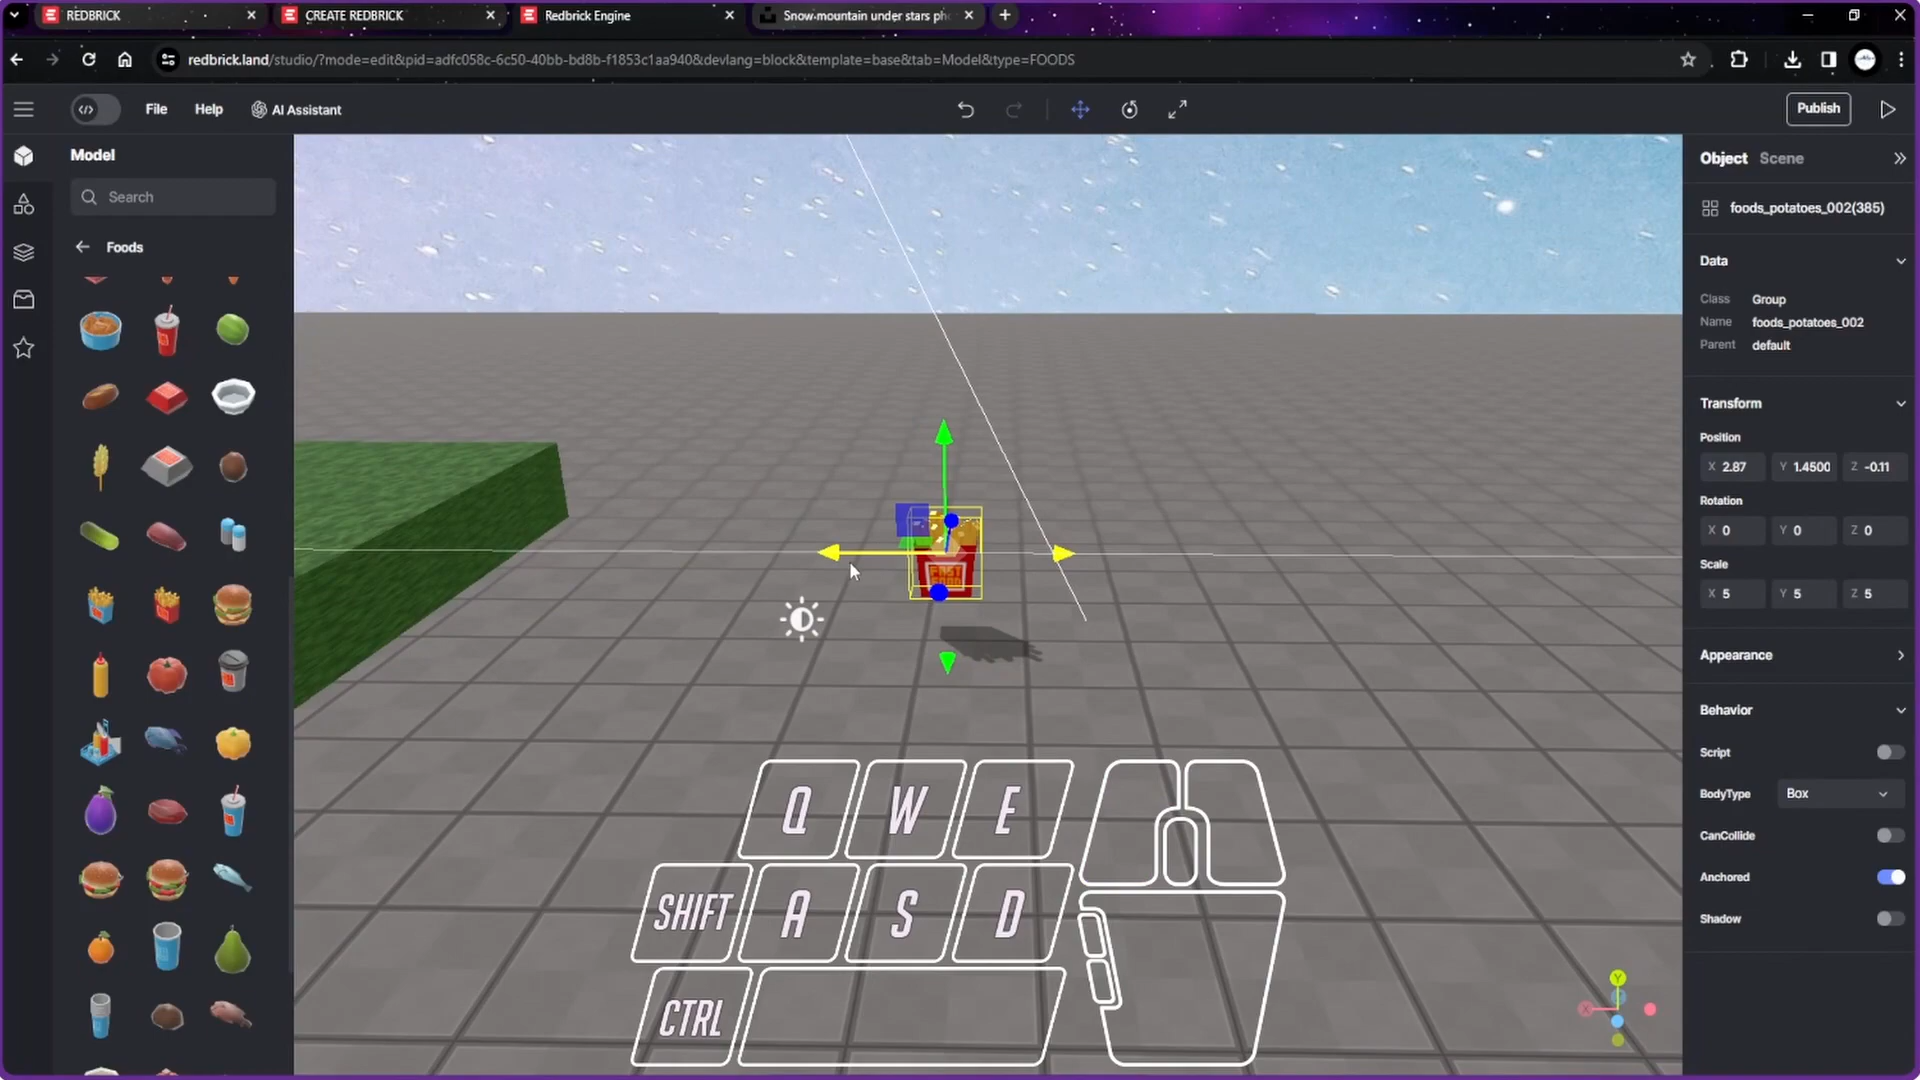 REDBRICK
CREATE REDBRICK
Redbrick Engine
Snow-mountain under stars ph
redbrick.land/studio/?mode=edit&pid=adfc058c-6c50-40bb-bd8b-f1853c1aa940&devlang=block&template=base&tab=Model&type=FOODS
File
Help
AI Assistant
Publish
Model
Search
Foods
Object
Scene
foods_potatoes_002(385)
Data
Class Group
Name foods_potatoes_002
Parent default
Transform
Position
X 2.87 Y 1.4500 Z -0.11
Rotation
X 0 Y 0 Z 0
Scale
X 5 Y 5 Z 5
Appearance
Behavior
Script
BodyType Box
CanCollide
Anchored
Shadow
FAST
FOOD
Q W E
SHIFT A S D
CTRL
Y
X